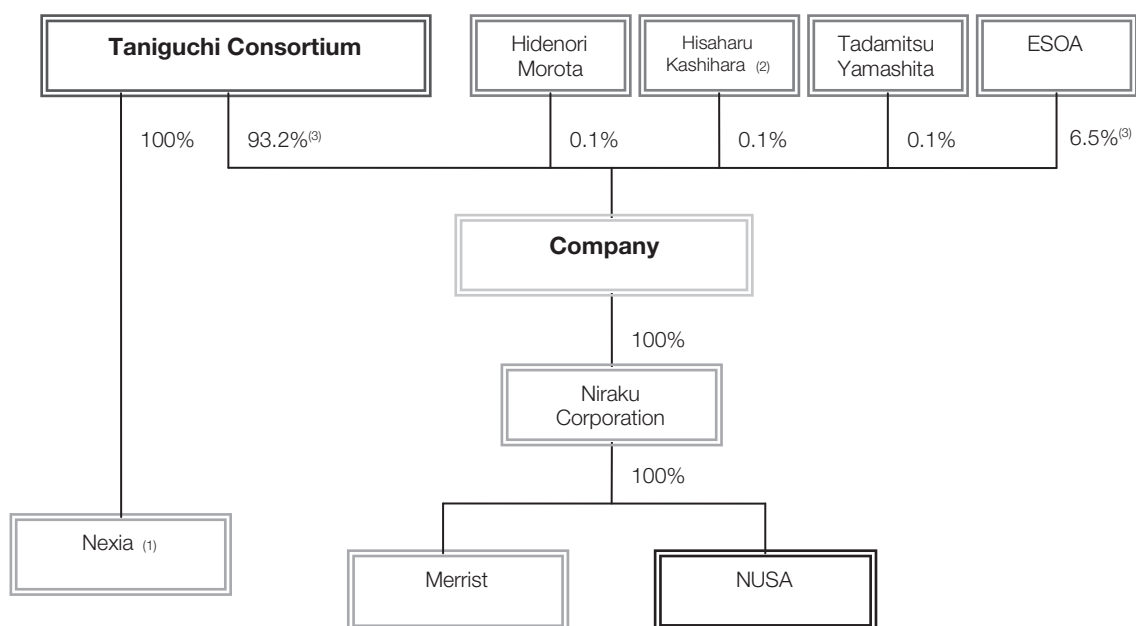 Taniguchi Consortium
Hidenori
Morota
Hisaharu
Kashihara (2)
Tadamitsu
Yamashita
ESOA
100%
93.2%(3)
0.1%
0.1%
0.1%
6.5%(3)
Company
100%
Niraku
Corporation
100%
Nexia (1)
Merrist
NUSA